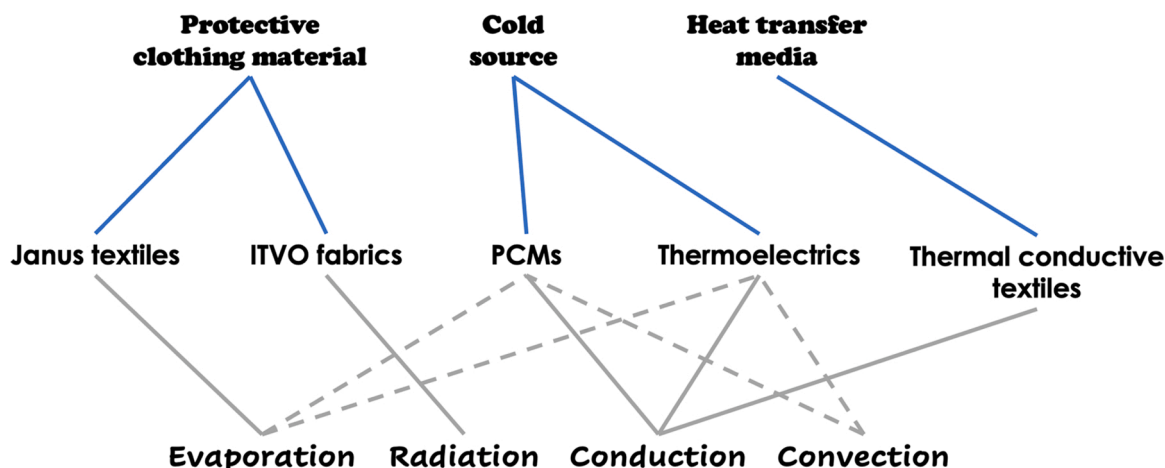 Protective
clothing material
Cold
source
Heat transfer
media
Janus textiles
ITVO fabrics
PCMs
Thermoelectrics
Thermal conductive
textiles
Evaporation
Radiation
Conduction
Convection